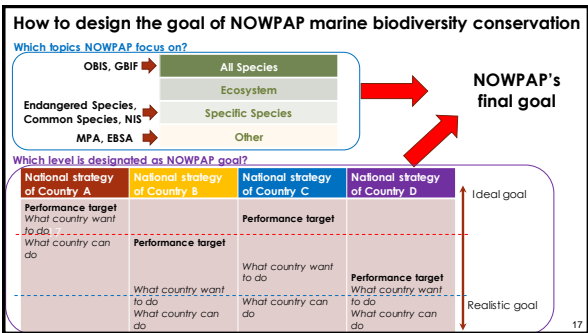 How to design the goal of NOWPAP marine biodiversity conservation
Which topics NOWPAP focus on?
OBIS, GBIF
All Species
Ecosystem
Endangered Species,
Common Species, NIS
Specific Species
MPA, EBSA
Other
NOWPAP's
final goal
Which level is designated as NOWPAP goal?
National strategy
of Country A
National strategy
of Country B
National strategy
of Country C
National strategy
of Country D
Performance target
What country want
to do
What country can
do
Performance target
What country want
to do
What country can
do
Performance target
What country want
to do
What country can
do
Performance target
What country want
to do
What country can
do
Ideal goal
Realistic goal
17